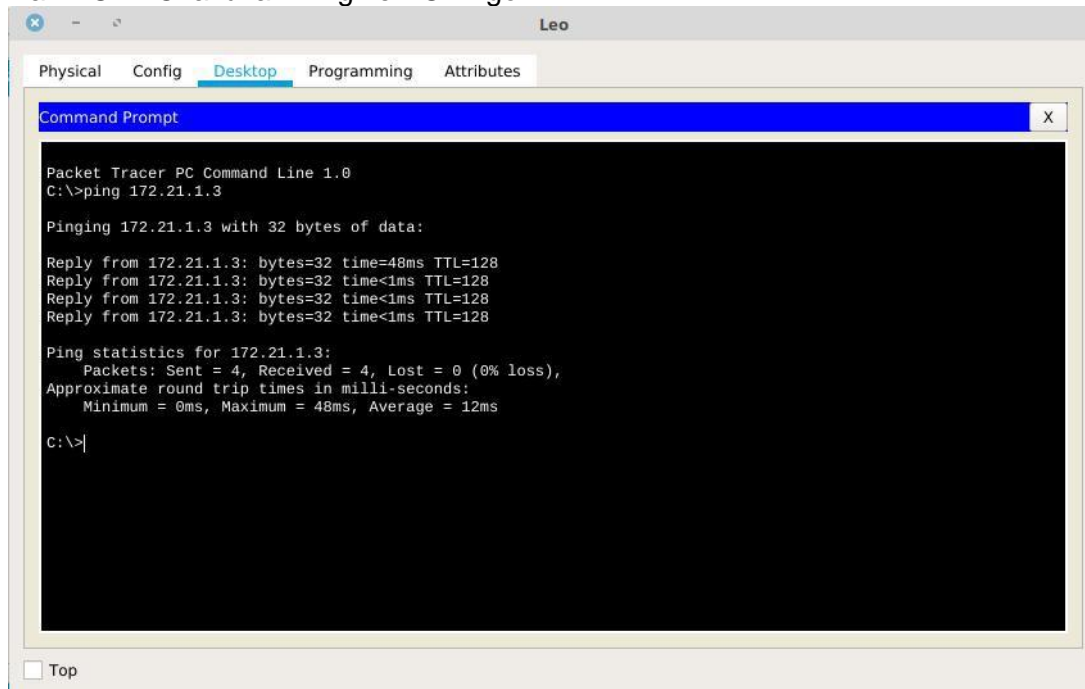 Leo
Physical Config Desktop Programming Attributes
Command Prompt
X
Packet Tracer PC Command Line 1.0
C:\>ping 172.21.1.3
Pinging 172.21.1.3 with 32 bytes of data:
Reply from 172.21.1.3: bytes=32 time=48ms TTL=128
Reply from 172.21.1.3: bytes=32 time<1ms TTL=128
Reply from 172.21.1.3: bytes=32 time<1ms TTL=128
Reply from 172.21.1.3: bytes=32 time<1ms TTL=128
Ping statistics for 172.21.1.3:
Packets: Sent = 4, Received = 4, Lost = 0 (0% loss),
Approximate round trip times in milli-seconds:
Minimum = 0ms, Maximum = 48ms, Average = 12ms
C:\>
Top